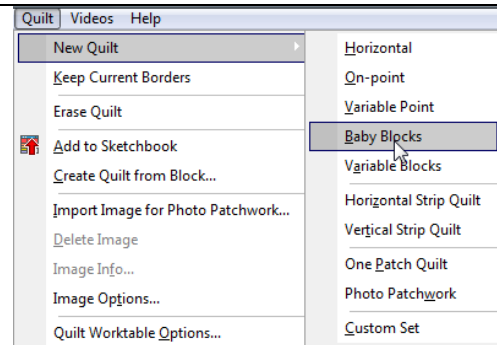 Quilt Videos Help
New Quilt
Keep Current Borders
Erase Quilt
Add to Sketchbook
Create Quilt from Block...
Import Image for Photo Patchwork...
Delete Image
Image Info...
Image Options...
Quilt Worktable Options...
Horizontal
On-point
Variable Point
Baby Blocks
Variable Blocks
Horizontal Strip Quilt
Vertical Strip Quilt
One Patch Quilt
Photo Patchwork
Custom Set